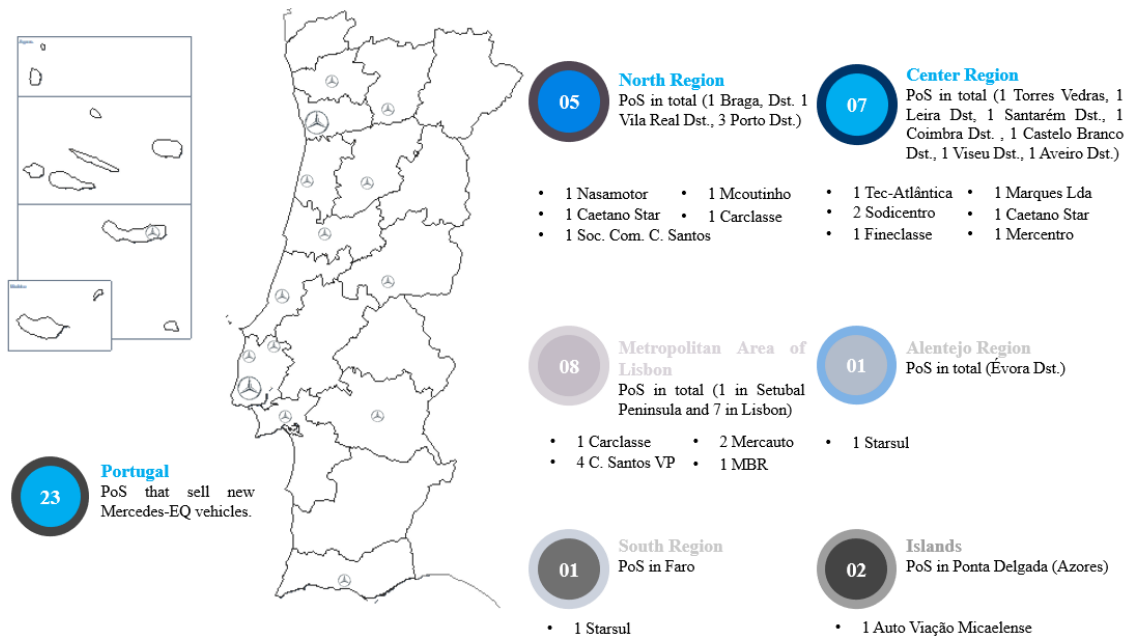 Açores
Madeira
05
North Region
PoS in total (1 Braga, Dst. 1
Vila Real Dst., 3 Porto Dst.)
• 1 Nasamotor • 1 Mcoutinho
• 1 Caetano Star • 1 Carclasse
• 1 Soc. Com. C. Santos
07
Center Region
PoS in total (1 Torres Vedras, 1
Leira Dst, 1 Santarém Dst., 1
Coimbra Dst. , 1 Castelo Branco
Dst., 1 Viseu Dst., 1 Aveiro Dst.)
• 1 Tec-Atlântica • 1 Marques Lda
• 2 Sodicentro • 1 Caetano Star
• 1 Fineclasse • 1 Mercentro
08
Metropolitan Area of
Lisbon
PoS in total (1 in Setubal
Peninsula and 7 in Lisbon)
• 1 Carclasse • 2 Mercauto
• 4 C. Santos VP • 1 MBR
01
Alentejo Region
PoS in total (Évora Dst.)
• 1 Starsul
23
Portugal
PoS that sell new
Mercedes-EQ vehicles.
01
South Region
PoS in Faro
• 1 Starsul
02
Islands
PoS in Ponta Delgada (Azores)
• 1 Auto Viação Micaelense